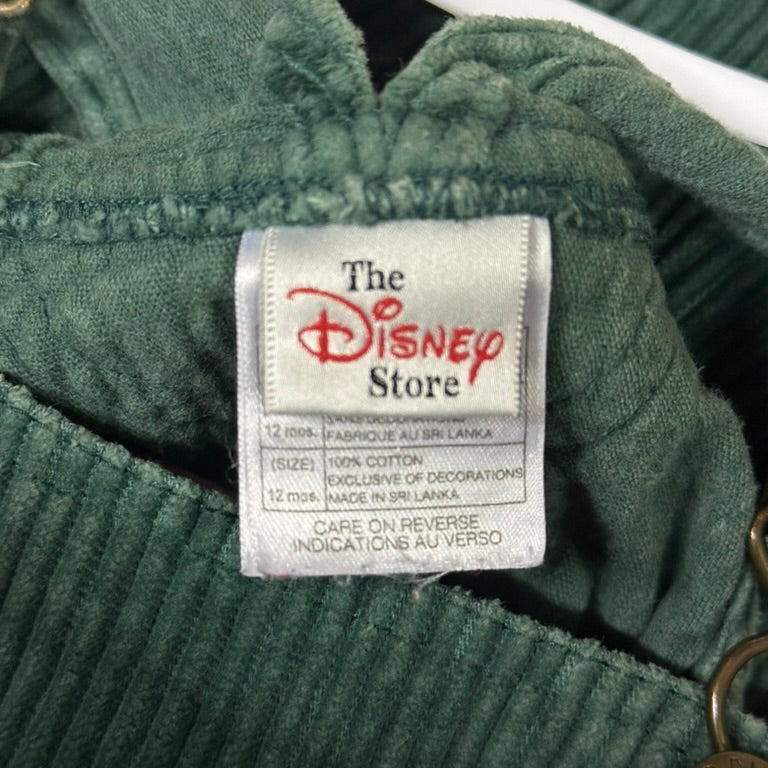 The
Disney
Store
12 mos. FABRIQUE AU SRI LANKA
(SIZE) 100% COTTON
EXCLUSIVE OF DECORATIONS
12 mos. MADE IN SRI LANKA
CARE ON REVERSE
INDICATIONS AU VERSO